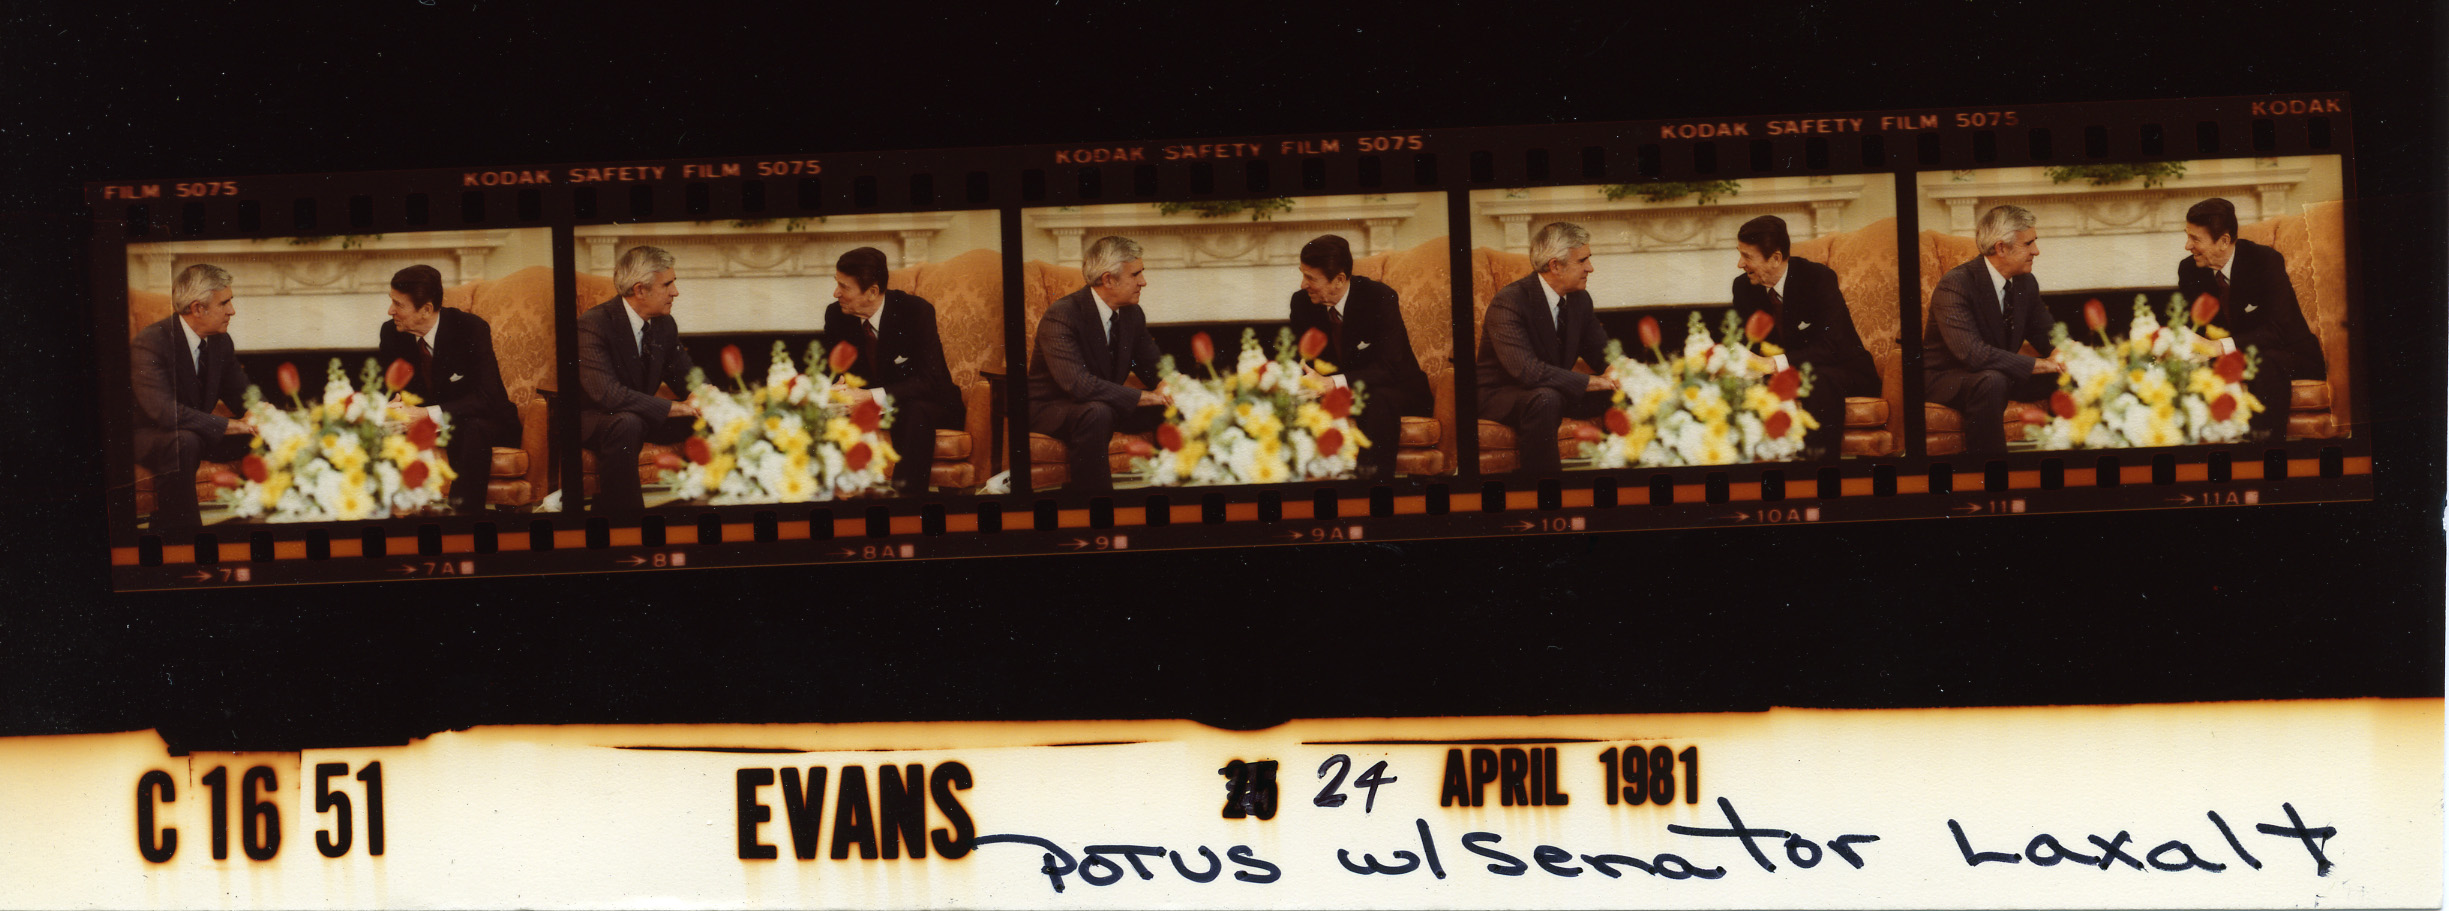 FILM 5075 KODAK SAFETY FILM 5075 KODAK SAFETY FILM 5075 KODAK SAFETY FILM 5075 KODAK
→7 →7A →8 →8A →9 →9A →10 →10A →11 →11A
C 16 51 EVANS 24 APRIL 1981
POTUS w/ Senator Laxalt